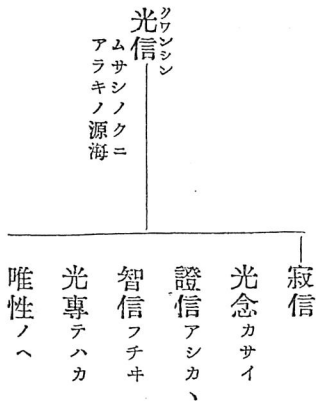 光信
クワンシン
ムサシノクニ
アラキノ源海
寂信
光念カサイ
證信アシカヽ
智信フチヰ
光專テハカ
唯性ノヘ